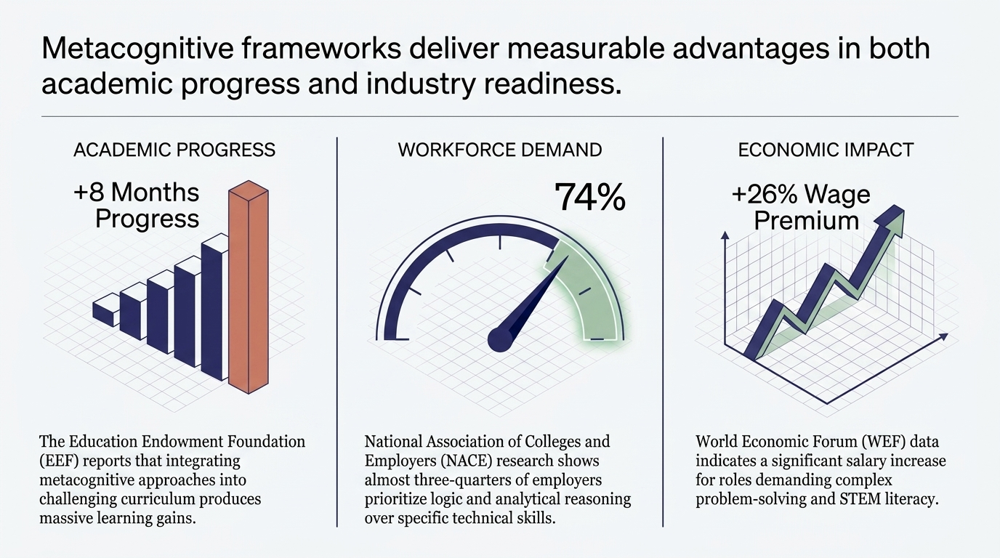 Metacognitive frameworks deliver measurable advantages in both
academic progress and industry readiness.
ACADEMIC PROGRESS
+8 Months
Progress
The Education Endowment Foundation
(EEF) reports that integrating
metacognitive approaches into
challenging curriculum produces
massive learning gains.
WORKFORCE DEMAND
74%
National Association of Colleges and
Employers (NACE) research shows
almost three-quarters of employers
prioritize logic and analytical reasoning
over specific technical skills.
ECONOMIC IMPACT
+26% Wage
Premium
World Economic Forum (WEF) data
indicates a significant salary increase
for roles demanding complex
problem-solving and STEM literacy.